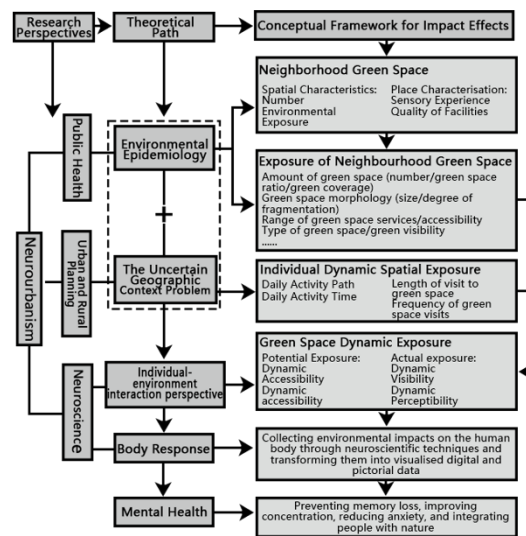 Research
Perspectives
Theoretical
Path
Conceptual Framework for Impact Effects
Neighborhood Green Space
Spatial Characteristics:
Number
Environmental
Exposure
Place Characterisation:
Sensory Experience
Quality of Facilities
Public Health
Environmental
Epidemiology
Exposure of Neighbourhood Green Space
Amount of green space (number/green space
ratio/green coverage)
Green space morphology (size/degree of
fragmentation)
Range of green space services/accessibility
Type of green space/green visibility
......
+
Neurourbanism
Urban and Rural
Planning
The Uncertain
Geographic
Context Problem
Individual Dynamic Spatial Exposure
Daily Activity Path
Daily Activity Time
Length of visit to
green space
Frequency of green
space visits
Neuroscience
Individual-
environment
interaction perspective
Green Space Dynamic Exposure
Potential Exposure:
Dynamic
Accessibility
Dynamic
accessibility
Actual exposure:
Dynamic
Visibility
Dynamic
Perceptibility
Body Response
Collecting environmental impacts on the human
body through neuroscientific techniques and
transforming them into visualised digital and
pictorial data
Mental Health
Preventing memory loss, improving
concentration, reducing anxiety, and integrating
people with nature